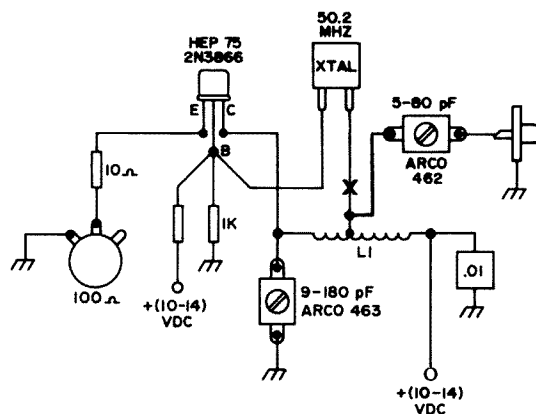 50.2
MHZ
HEP 75
2N3866
XTAL
E C
B
5-80 pF
ARCO
462
10Ω
1K
100Ω
+(10-14)
VDC
L1
9-180 pF
ARCO 463
.01
+(10-14)
VDC